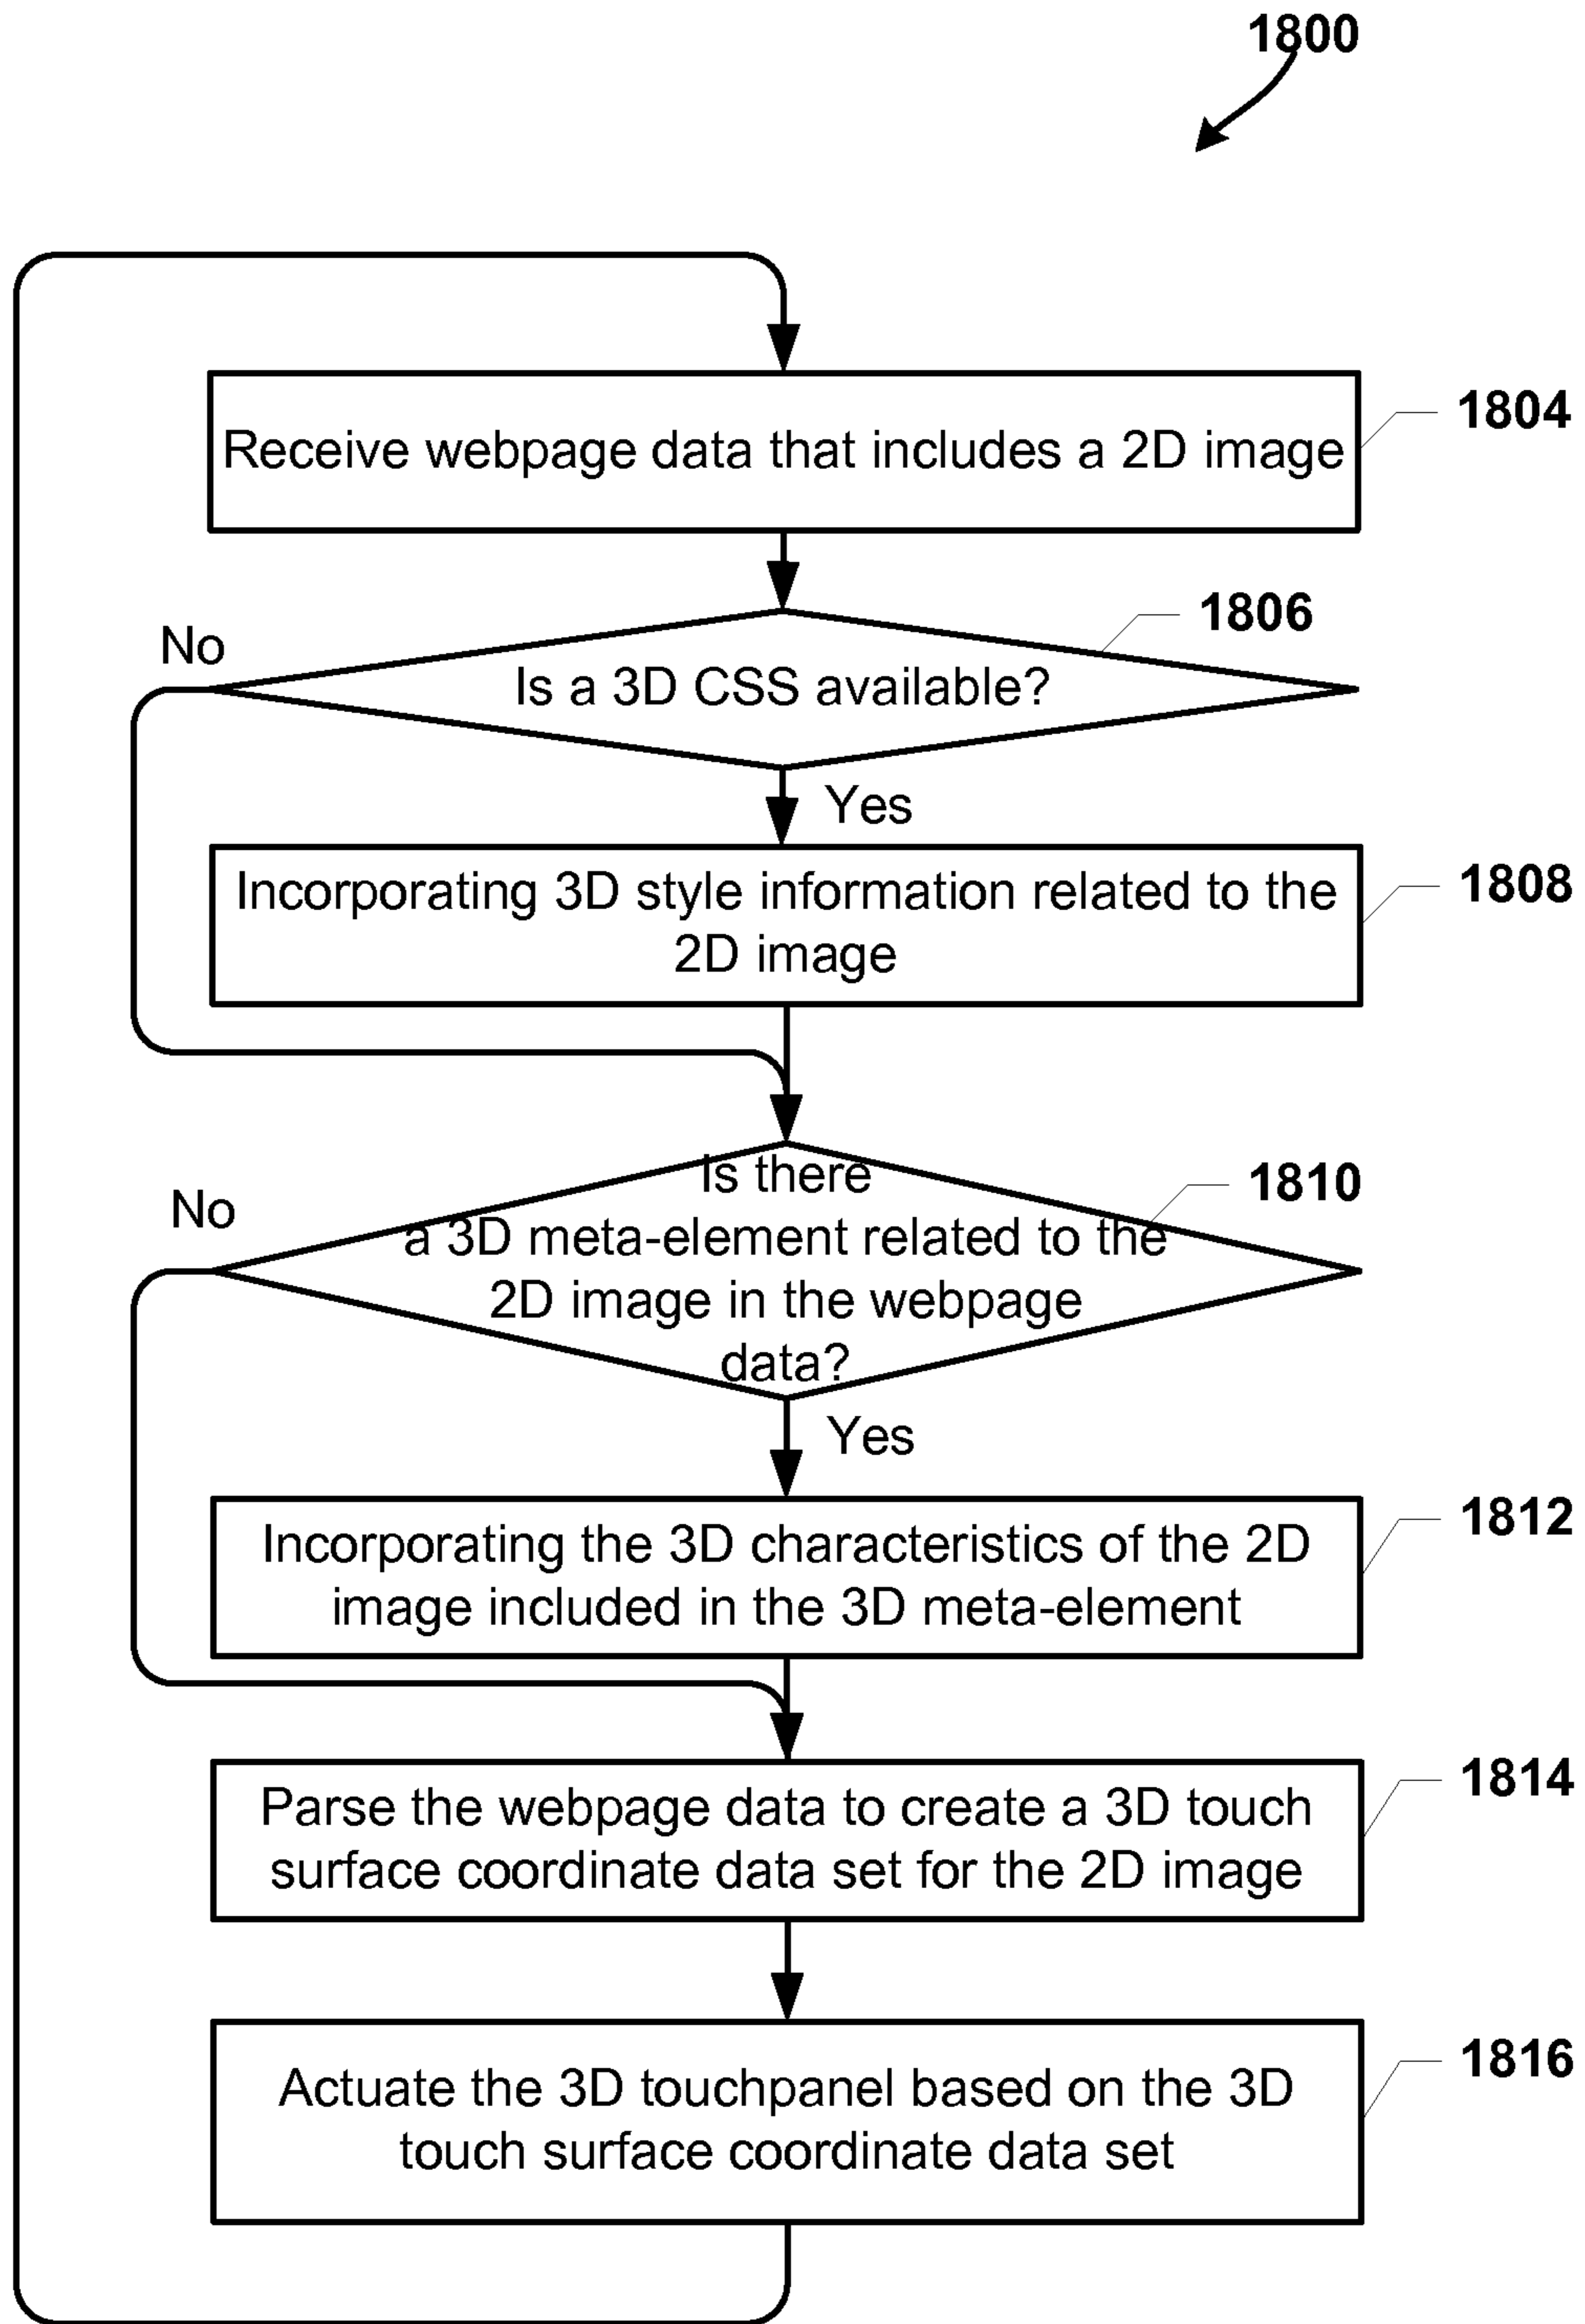 1800
Receive webpage data that includes a 2D image
1804
1806
No
Is a 3D CSS available?
Yes
Incorporating 3D style information related to the
2D image
1808
Is there
a 3D meta-element related to the
2D image in the webpage
data?
1810
No
Yes
Incorporating the 3D characteristics of the 2D
image included in the 3D meta-element
1812
Parse the webpage data to create a 3D touch
surface coordinate data set for the 2D image
1814
Actuate the 3D touchpanel based on the 3D
touch surface coordinate data set
1816